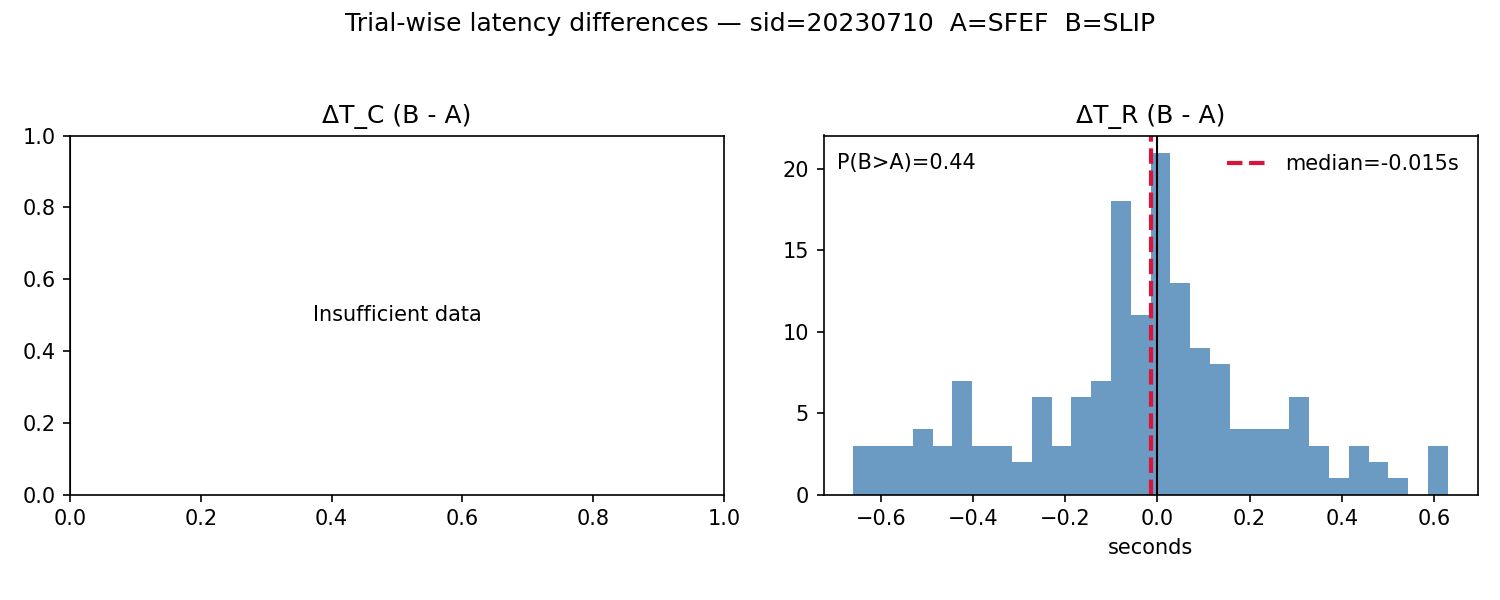 Trial-wise latency differences — sid=20230710  A=SFEF  B=SLIP
ΔT_C (B - A)
1.0
0.8
0.6
0.4
0.2
0.0
Insufficient data
0.0 0.2 0.4 0.6 0.8 1.0
ΔT_R (B - A)
P(B>A)=0.44
median=-0.015s
20
15
10
5
0
−0.6 −0.4 −0.2 0.0 0.2 0.4 0.6
seconds